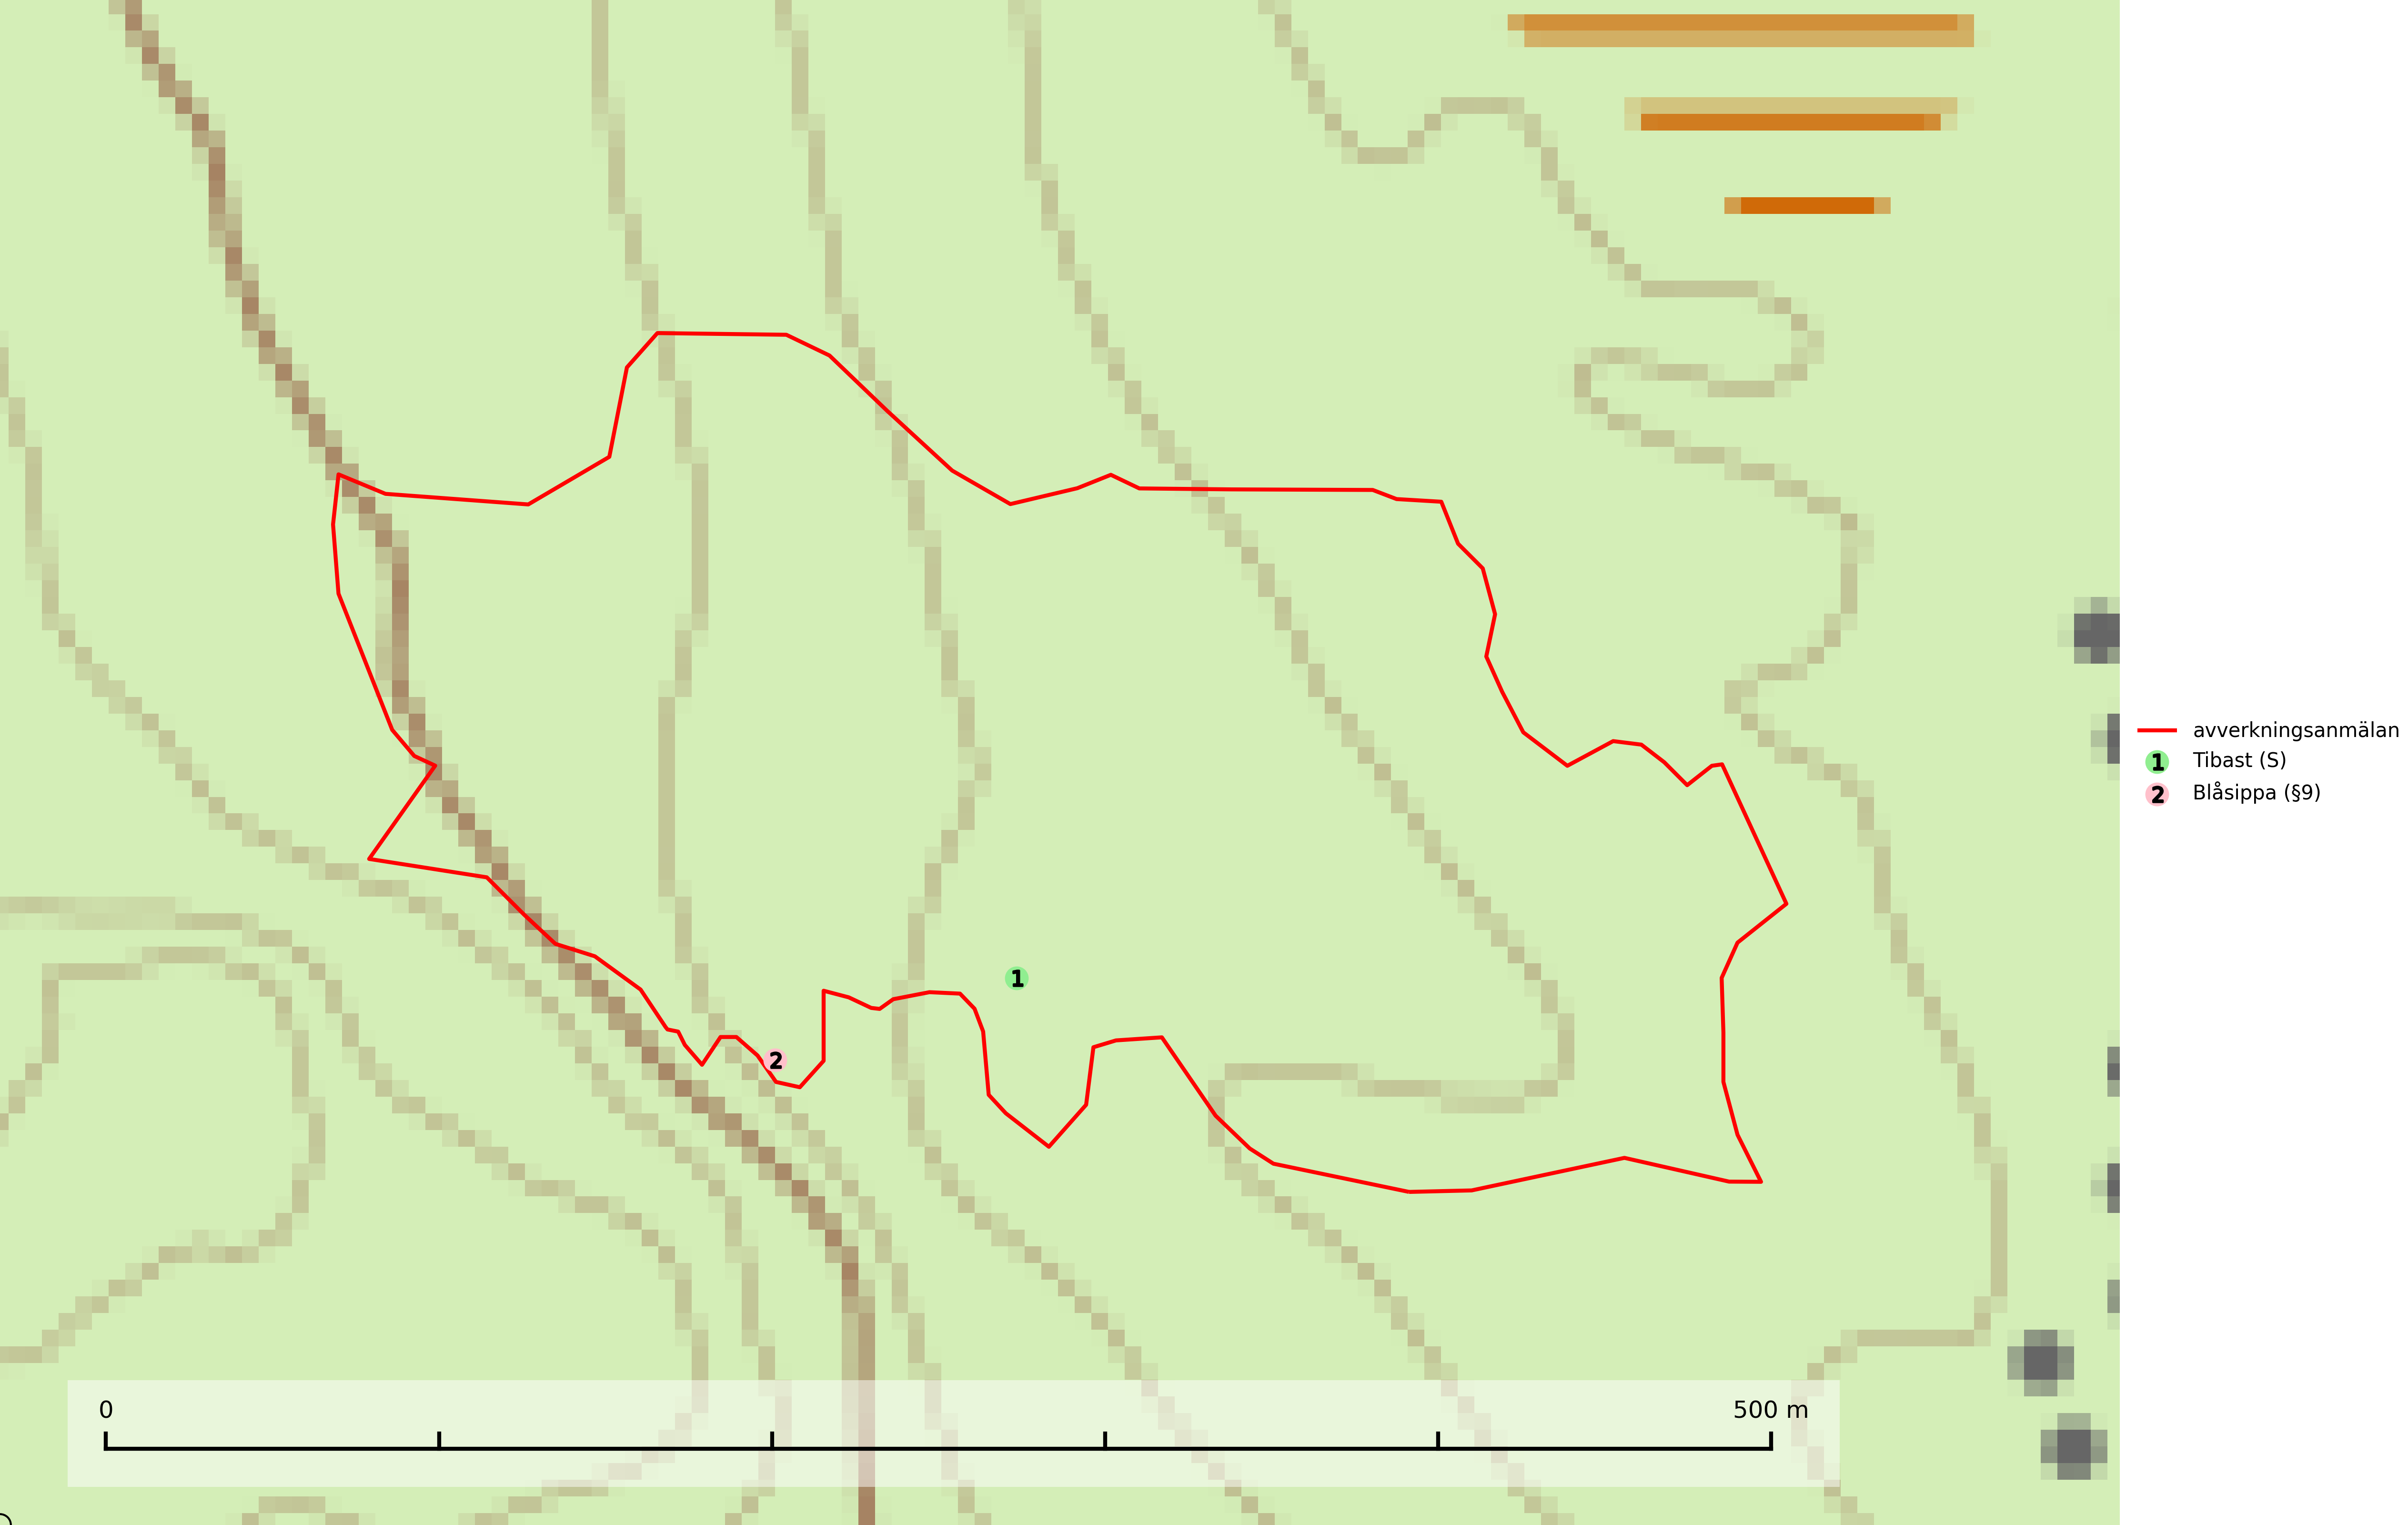 1
2
avverkningsanmälan
1 Tibast (S)
2 Blåsippa (§9)
0 500 m